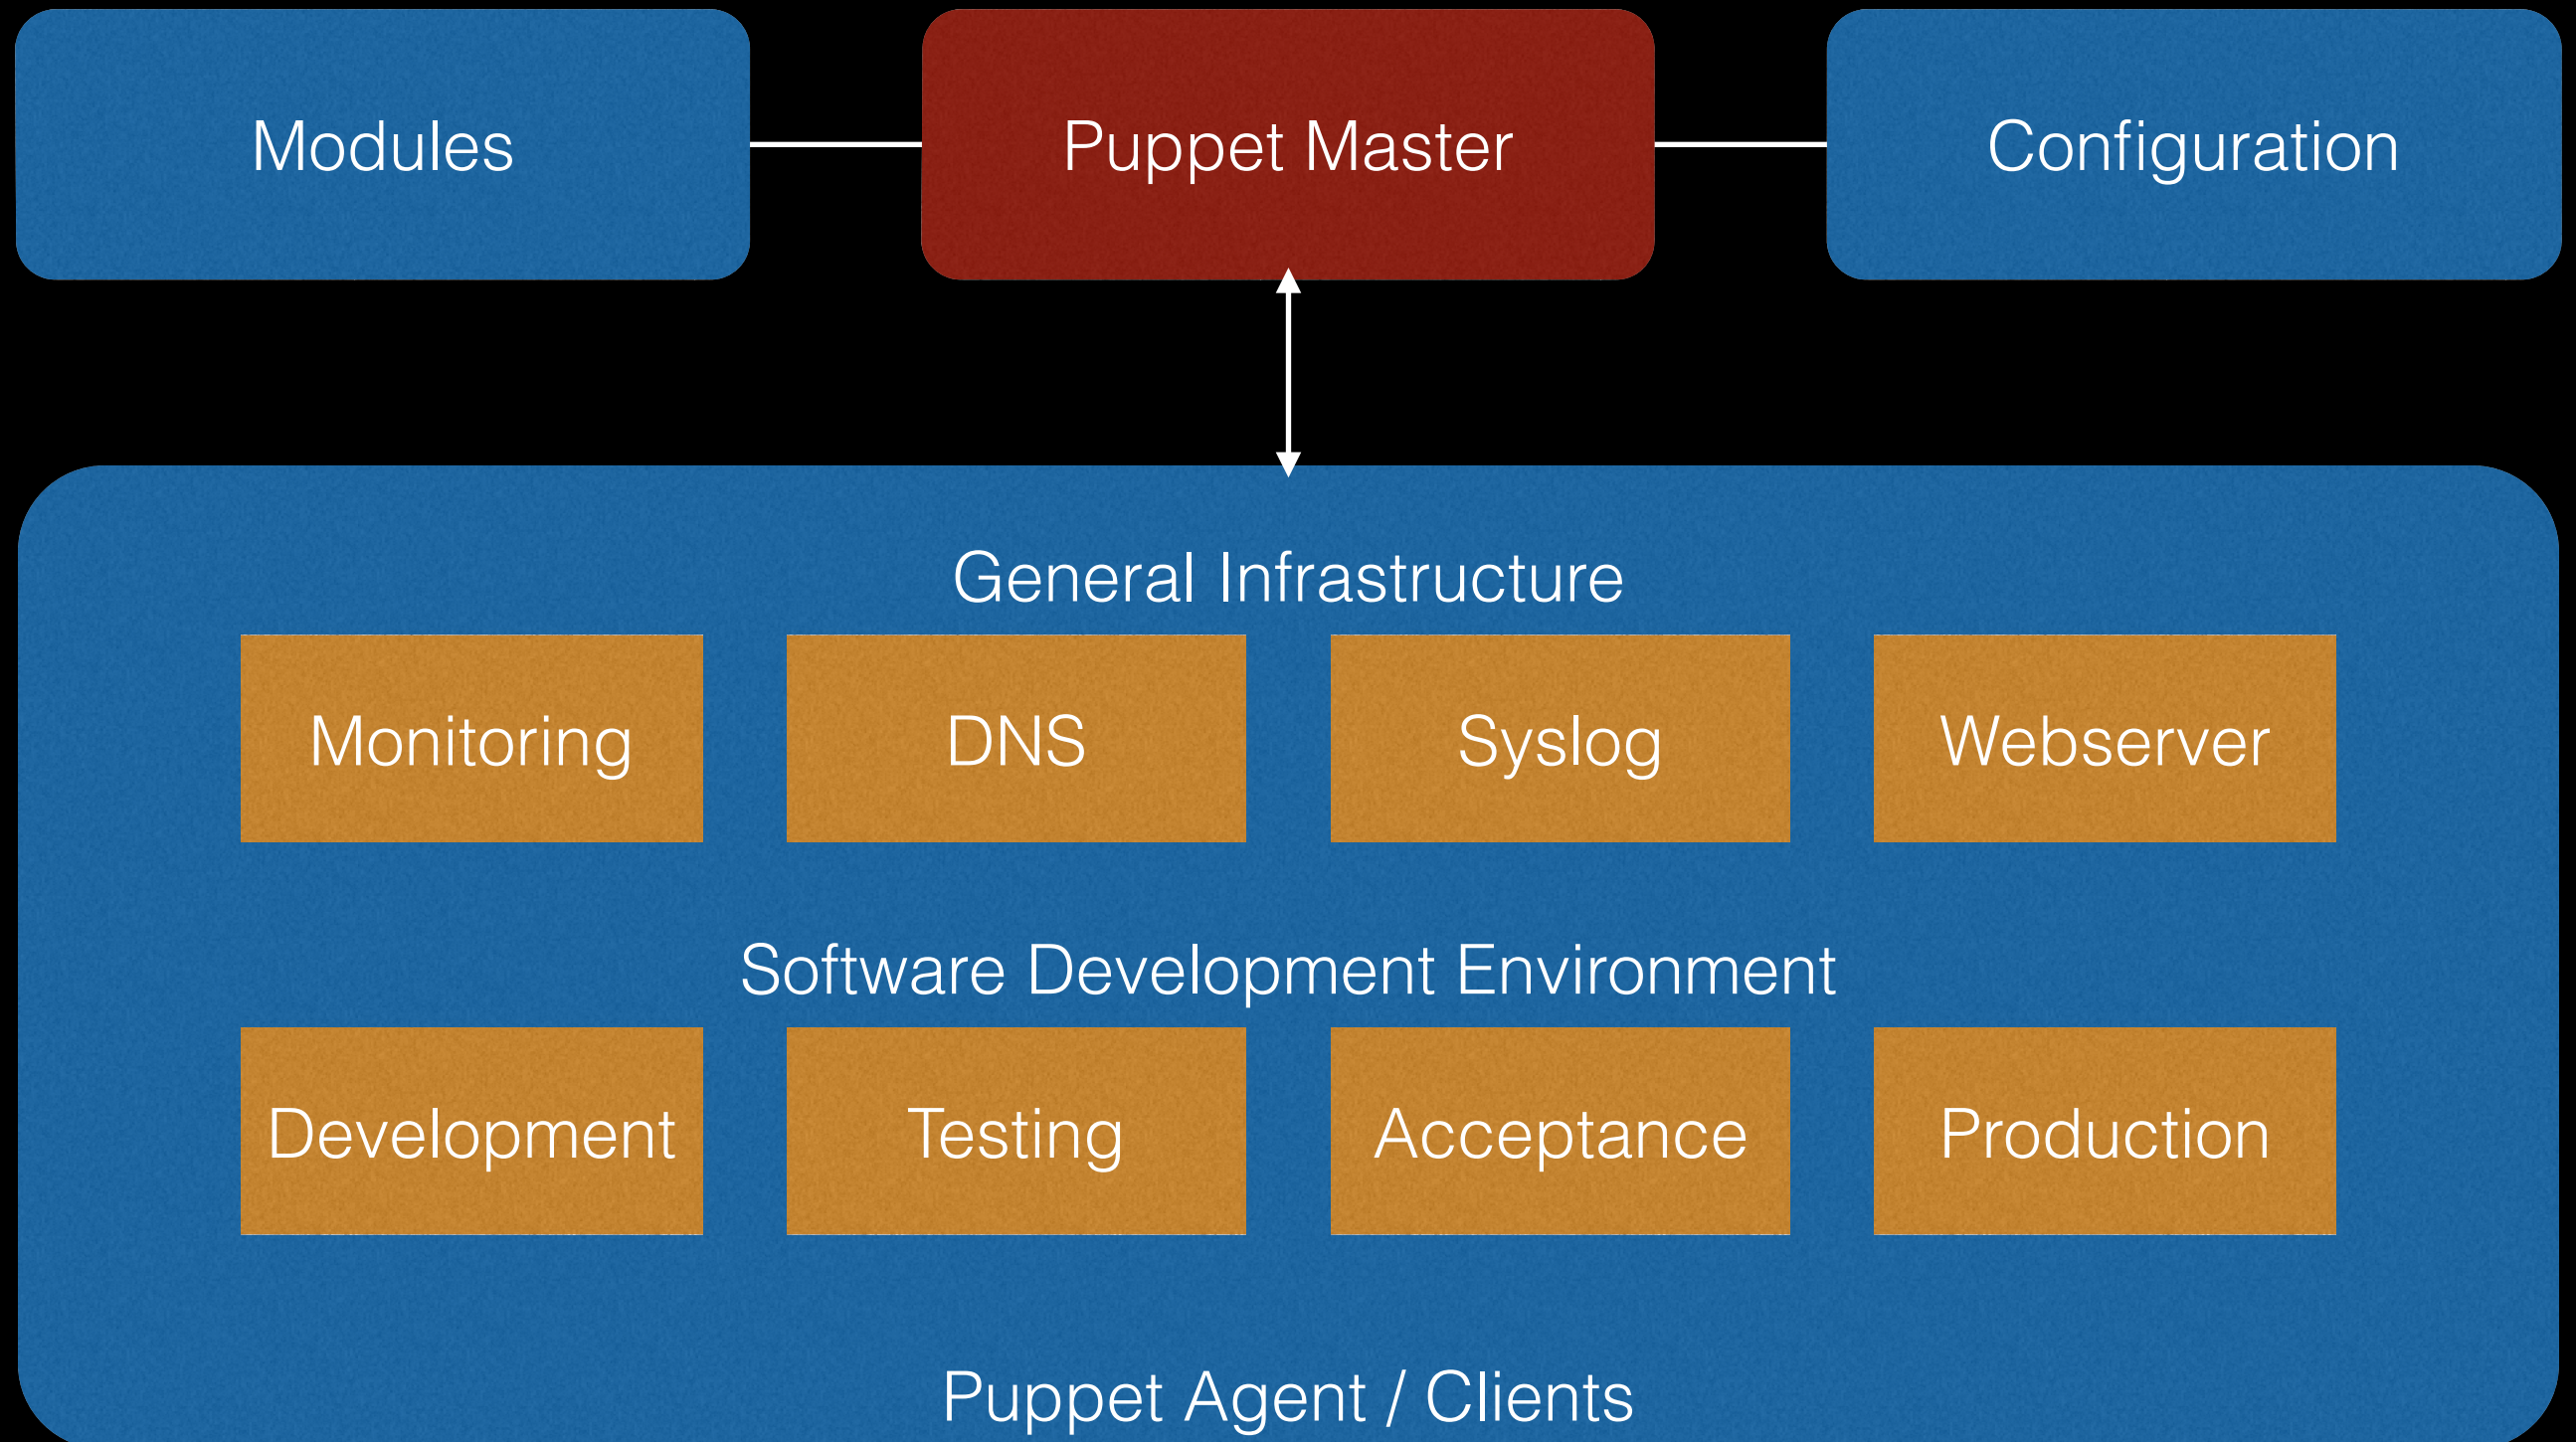 Modules
Puppet Master
Configuration
General Infrastructure
Monitoring
DNS
Syslog
Webserver
Software Development Environment
Development
Testing
Acceptance
Production
Puppet Agent / Clients